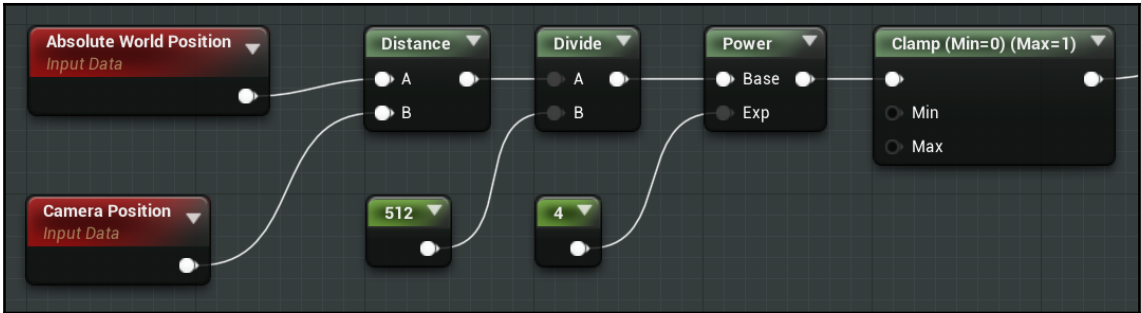 Absolute World Position
Input Data
Distance
A
B
Divide
A
B
Power
Base
Exp
Clamp (Min=0) (Max=1)
Min
Max
Camera Position
Input Data
512
4